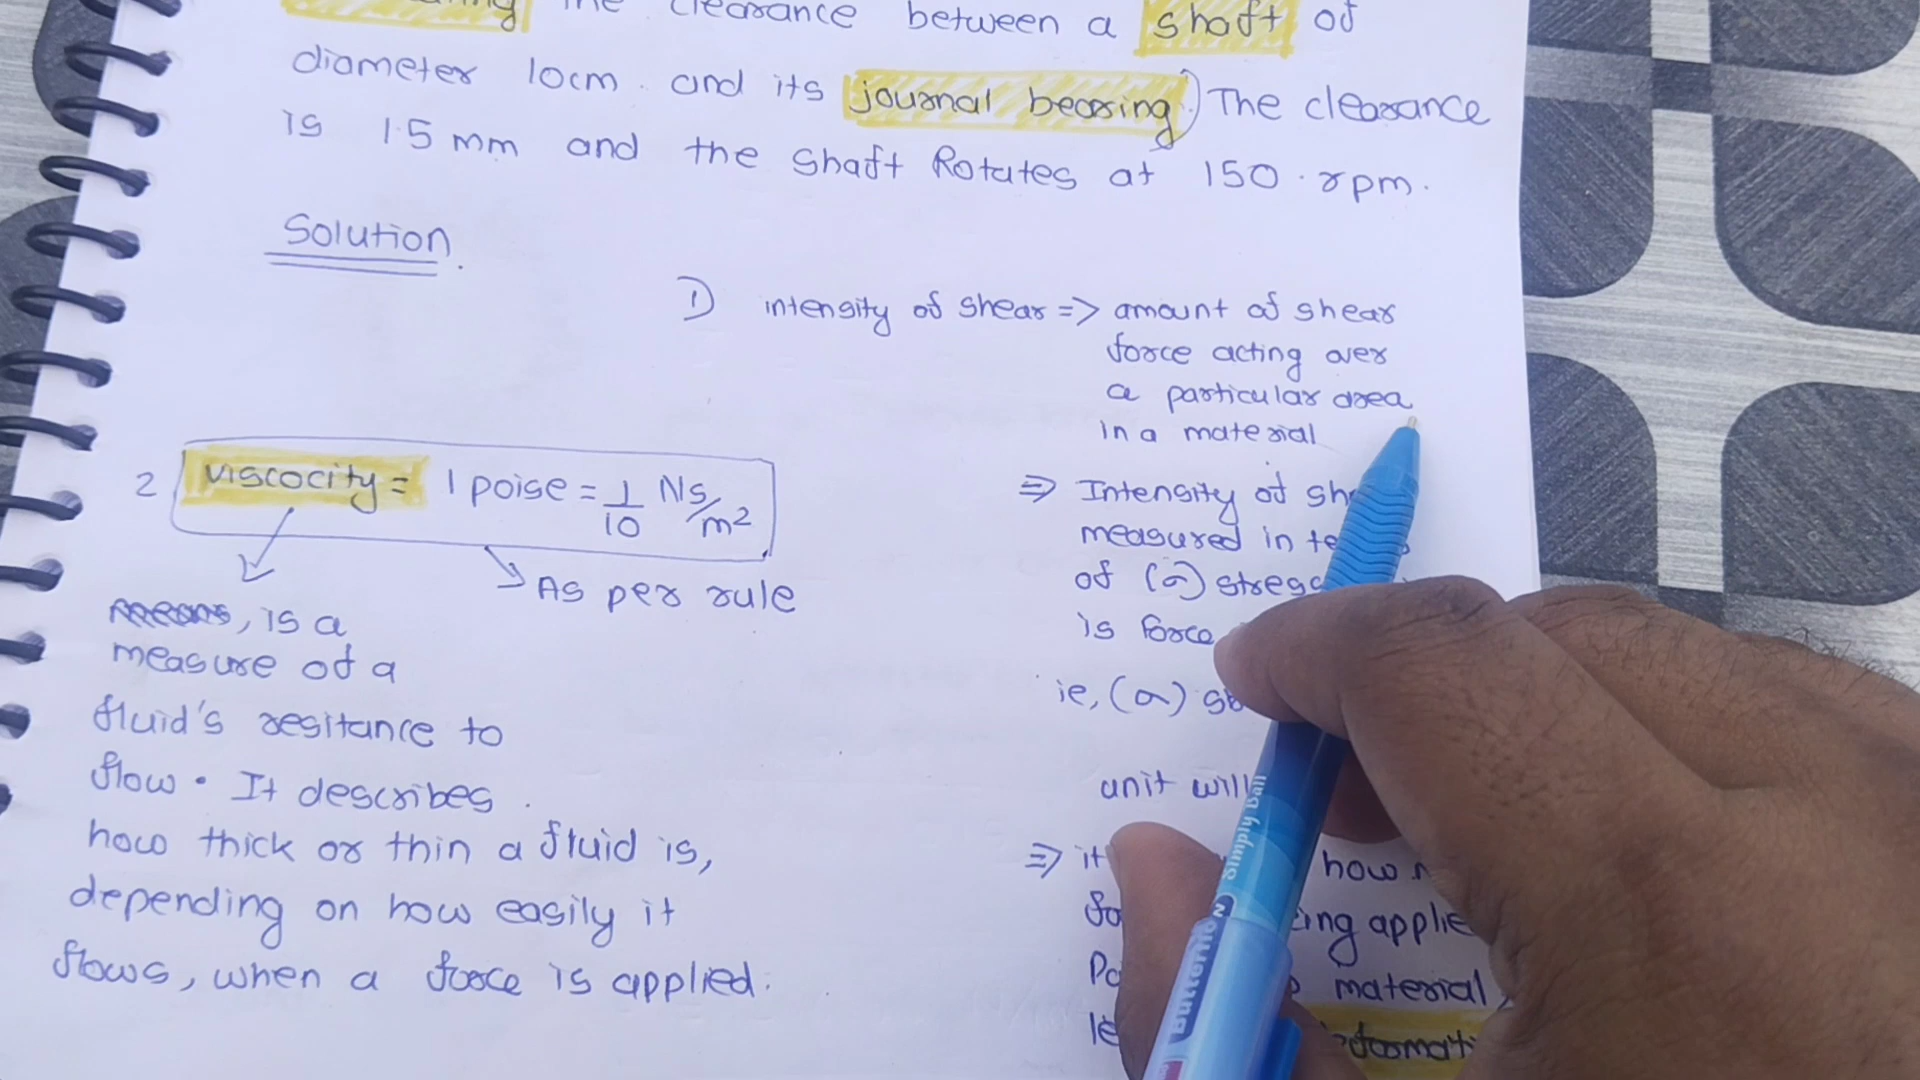 the clearance between a shaft of
diameter 10cm. and its journal bearing.) The clearance
is 1.5 mm and the shaft Rotates at 150 . rpm.
Solution.
1) intensity of shear => amount of shear
force acting over
a particular area
in a material
2 viscocity = 1 poise = 1/10 Ns/m2
As per rule
is a
measure of a
fluid's resitance to
flow. It describes.
how thick or thin a fluid is,
depending on how easily it
flows, when a force is applied.
=> Intensity of
measured in
of (σ) stress
is force
ie, (σ)
unit will
=> it how
applie
material,
Butterflo
Simply Ball